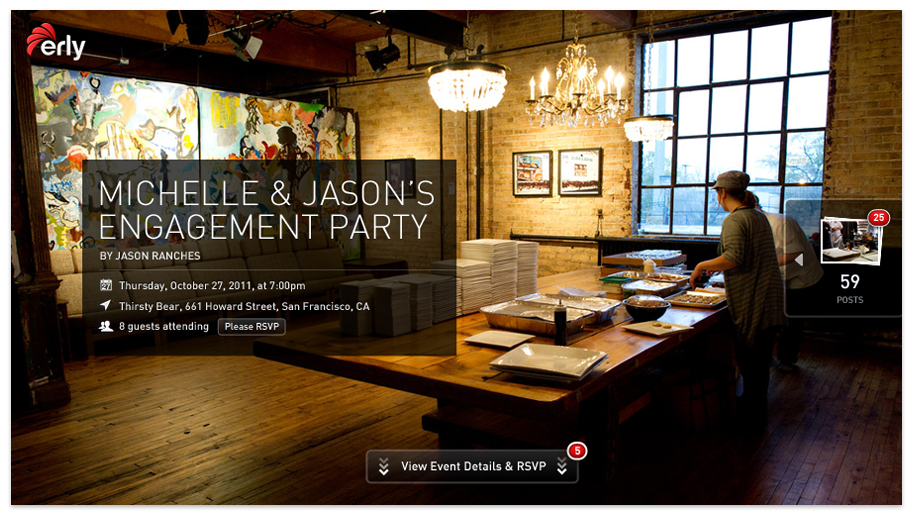 erly
MICHELLE & JASON'S
ENGAGEMENT PARTY
BY JASON RANCHES
27
Thursday, October 27, 2011, at 7:00pm
Thirsty Bear, 661 Howard Street, San Francisco, CA
8 guests attending Please RSVP
25
59
POSTS
View Event Details & RSVP
5